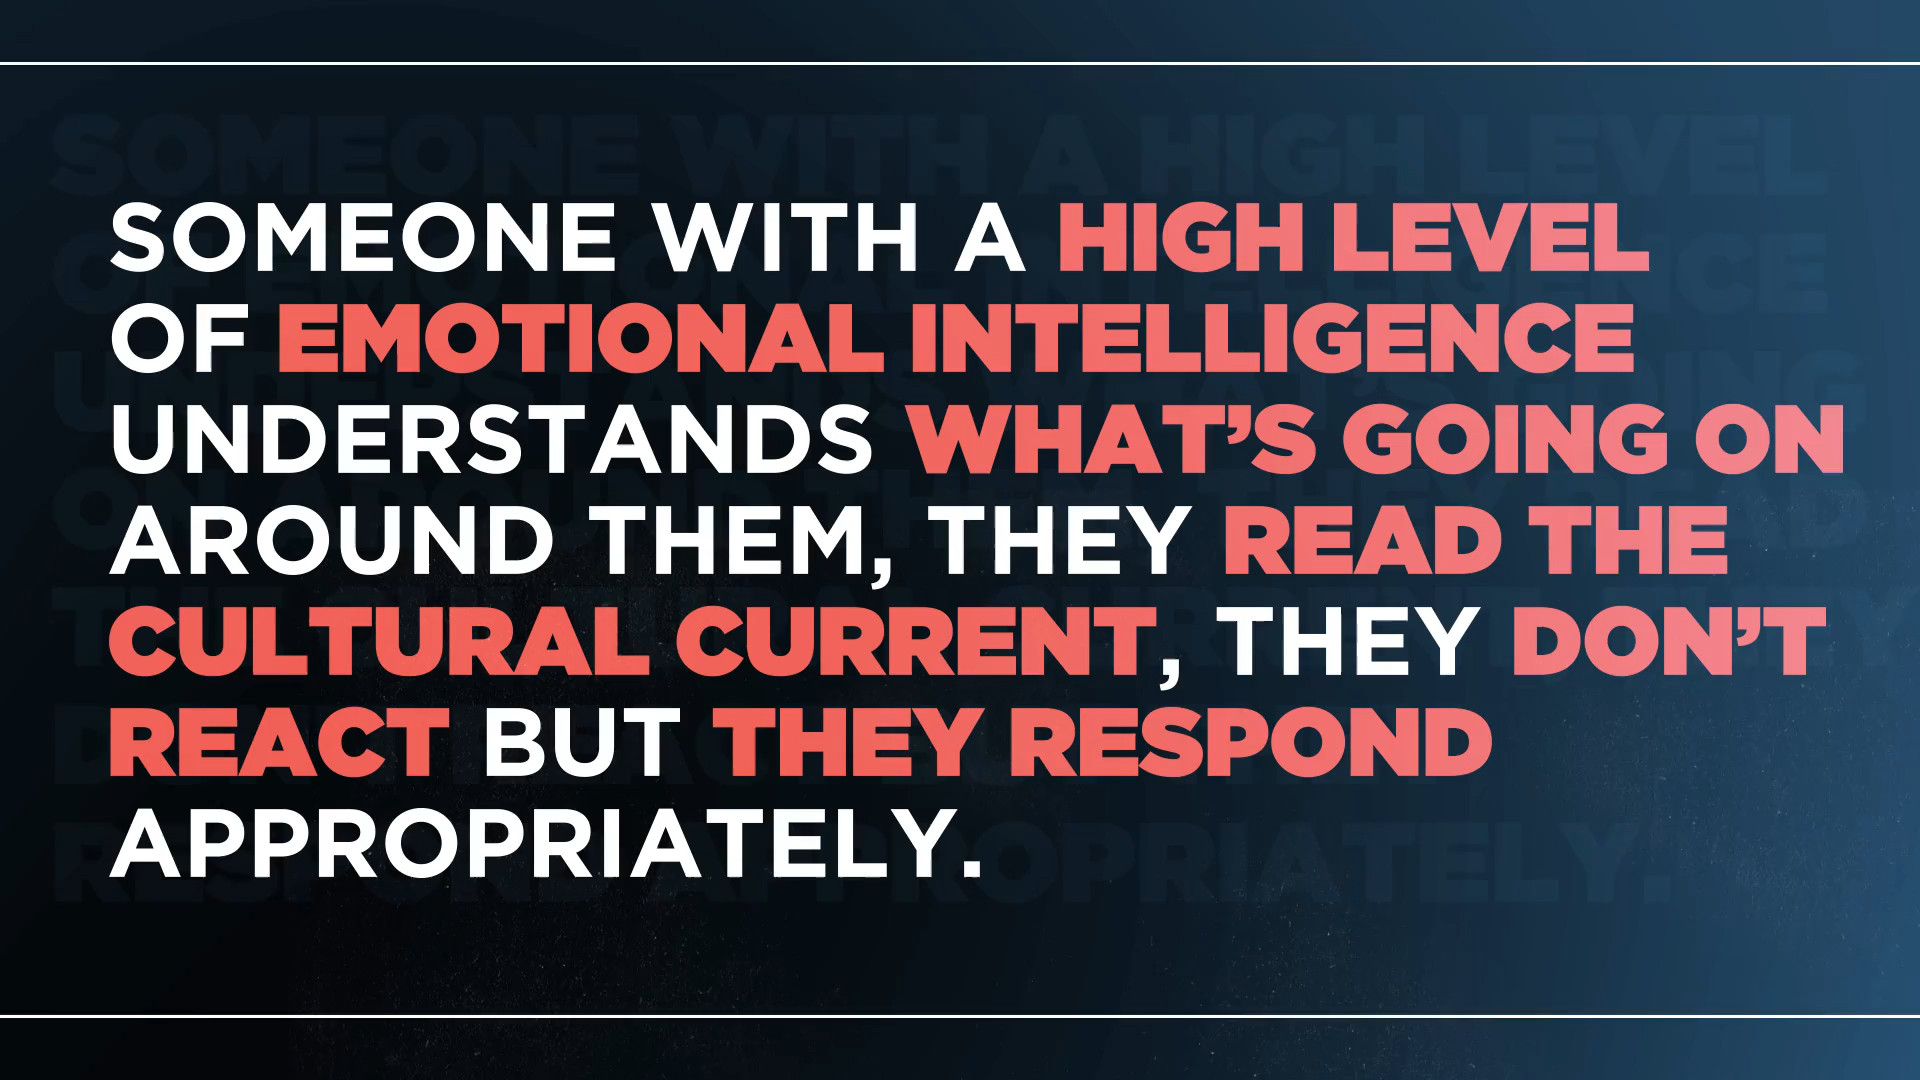 SOMEONE WITH A HIGH LEVEL
OF EMOTIONAL INTELLIGENCE
UNDERSTANDS WHAT’S GOING ON
AROUND THEM, THEY READ THE
CULTURAL CURRENT, THEY DON’T
REACT BUT THEY RESPOND
APPROPRIATELY.